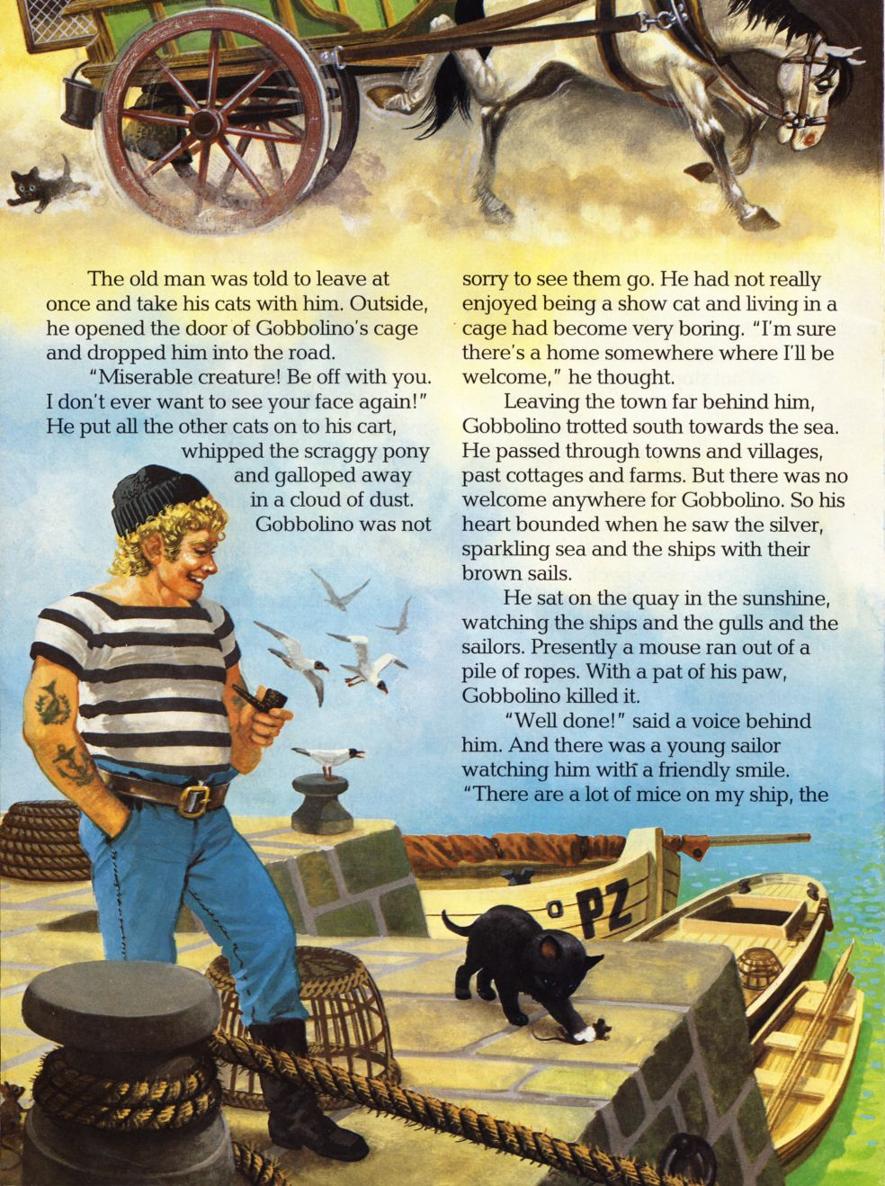 The old man was told to leave at
once and take his cats with him. Outside,
he opened the door of Gobbolino's cage
and dropped him into the road.
"Miserable creature! Be off with you.
I don't ever want to see your face again!"
He put all the other cats on to his cart,
whipped the scraggy pony
and galloped away
in a cloud of dust.
Gobbolino was not
sorry to see them go. He had not really
enjoyed being a show cat and living in a
cage had become very boring. "I'm sure
there's a home somewhere where I'll be
welcome," he thought.
Leaving the town far behind him,
Gobbolino trotted south towards the sea.
He passed through towns and villages,
past cottages and farms. But there was no
welcome anywhere for Gobbolino. So his
heart bounded when he saw the silver,
sparkling sea and the ships with their
brown sails.
He sat on the quay in the sunshine,
watching the ships and the gulls and the
sailors. Presently a mouse ran out of a
pile of ropes. With a pat of his paw,
Gobbolino killed it.
"Well done!" said a voice behind
him. And there was a young sailor
watching him with a friendly smile.
"There are a lot of mice on my ship, the
PZ